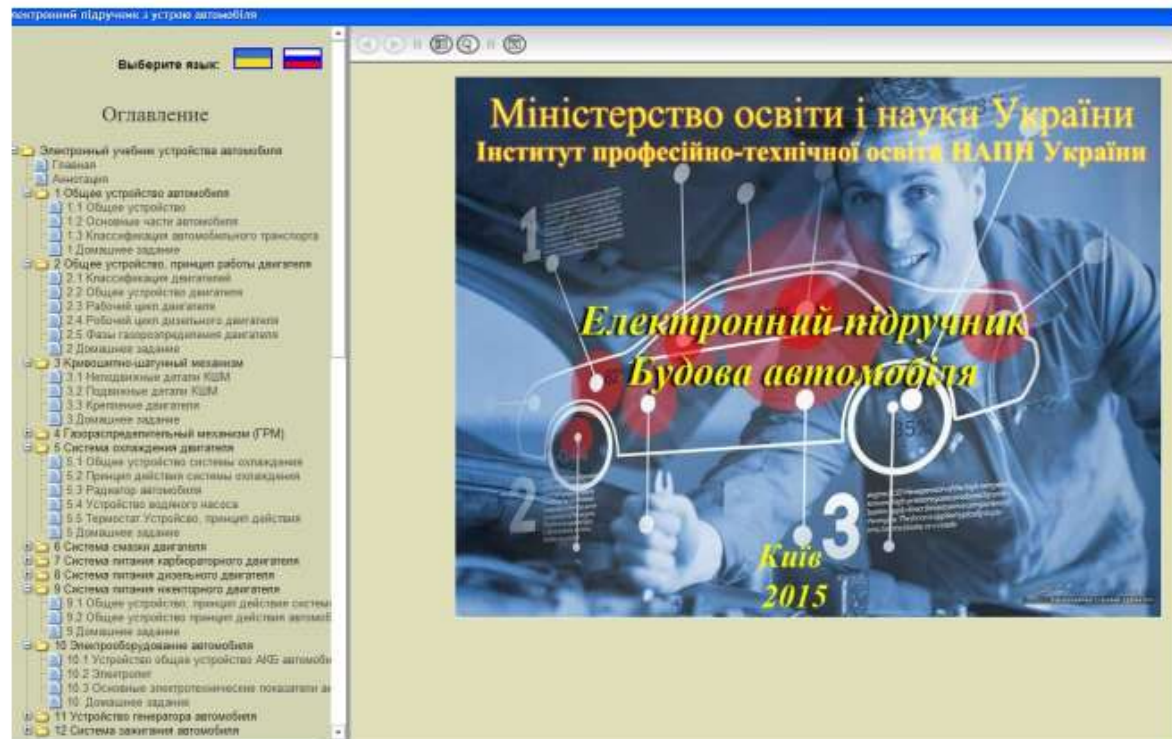 лектронний підручник з устрою автомобіля
Выберите язык:
Оглавление
Электронный учебник устройства автомобиля
Главная
Аннотация
1 Общее устройство автомобиля
1.1 Общее устройство
1.2 Основные части автомобиля
1.3 Классификация автомобильного транспорта
1 Домашнее задание
2 Общее устройство, принцип работы двигателя
2.1 Классификация двигателей
2.2 Общее устройство двигателя
2.3 Рабочий цикл двигателя
2.4 Робочий цикл дизельного двигателя
2.5 Фазы газорозпределения двигателя
2 Домашнее задание
3 Кривошипно-шатунный механизм
3.1 Неподвижные детали КШМ
3.2 Подвижные детали КШМ
3.3 Крепление двигателя
3 Домашнее задание
4 Газораспределительный механизм (ГРМ)
5 Система охлаждения двигателя
5.1 Общее устройство системы охлаждения
5.2 Принцип действия системы охлаждения
5.3 Радиатор автомобиля
5.4 Устройство водяного насоса
5.5 Термостат.Устройсво, принцип действия
5 Домашнее задание
6 Система смазки двигателя
7 Система питания карбюраторного двигателя
8 Система питания дизельного двигателя
9 Система питания инжекторного двигателя
9.1 Общее устройство, принцип действия систем
9.2 Общее устройство принцип действия автомоб
9 Домашнее задание
10 Электрооборудование автомобиля
10.1 Устройство общее устройство АКБ автомоби
10.2 Электролит
10.3 Основные электротехнические показатели ак
10 Домашнее задание
11 Устройство генератора автомобиля
12 Система зажигания автомобиля
Міністерство освіти і науки України
Інститут професійно-технічної освіти НАПН України
1
Електронний підручник
Будова автомобіля
2
3
Київ
2015